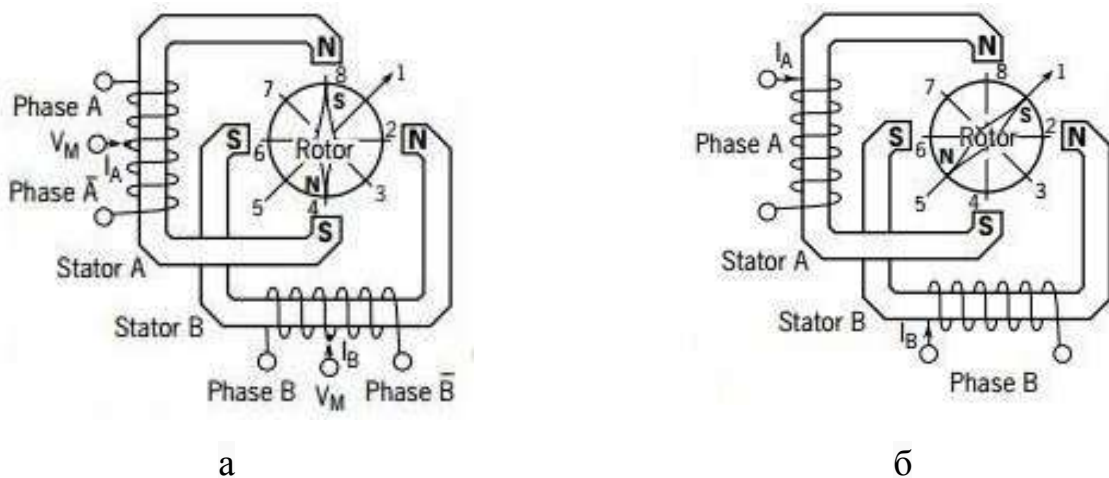 N
8
1
Phase A
7
S
S
2
N
V_M
6
Rotor
I_A
N
3
Phase A̅
5
4
S
Stator A
Stator B
I_B
Phase B
V_M
Phase B̅
а
N
I_A
8
1
7
S
Phase A
S
2
N
6
Rotor
N
3
5
4
S
Stator A
Stator B
I_B
Phase B
б